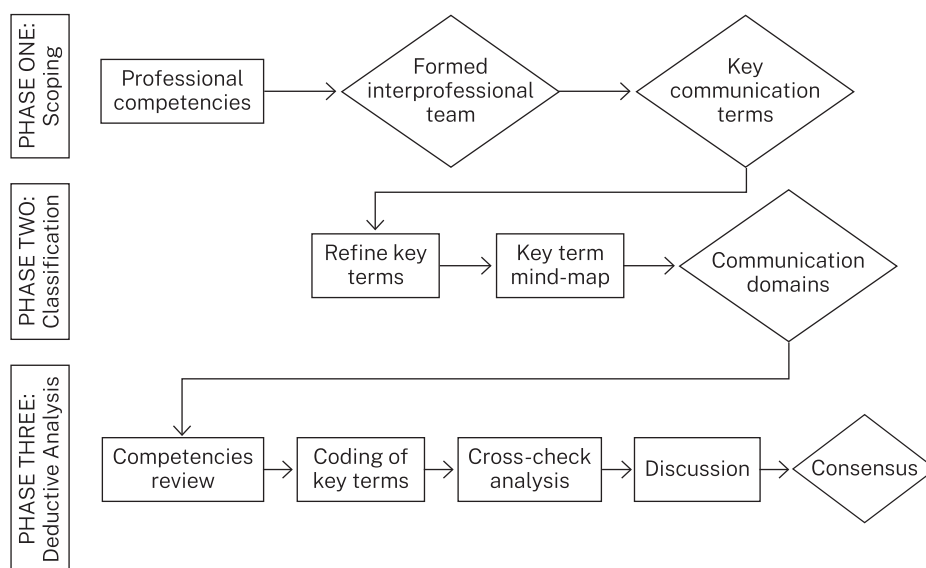 PHASE ONE:
Scoping
Professional
competencies
Formed
interprofessional
team
Key
communication
terms
PHASE TWO:
Classification
Refine key
terms
Key term
mind-map
Communication
domains
PHASE THREE:
Deductive Analysis
Competencies
review
Coding of
key terms
Cross-check
analysis
Discussion
Consensus